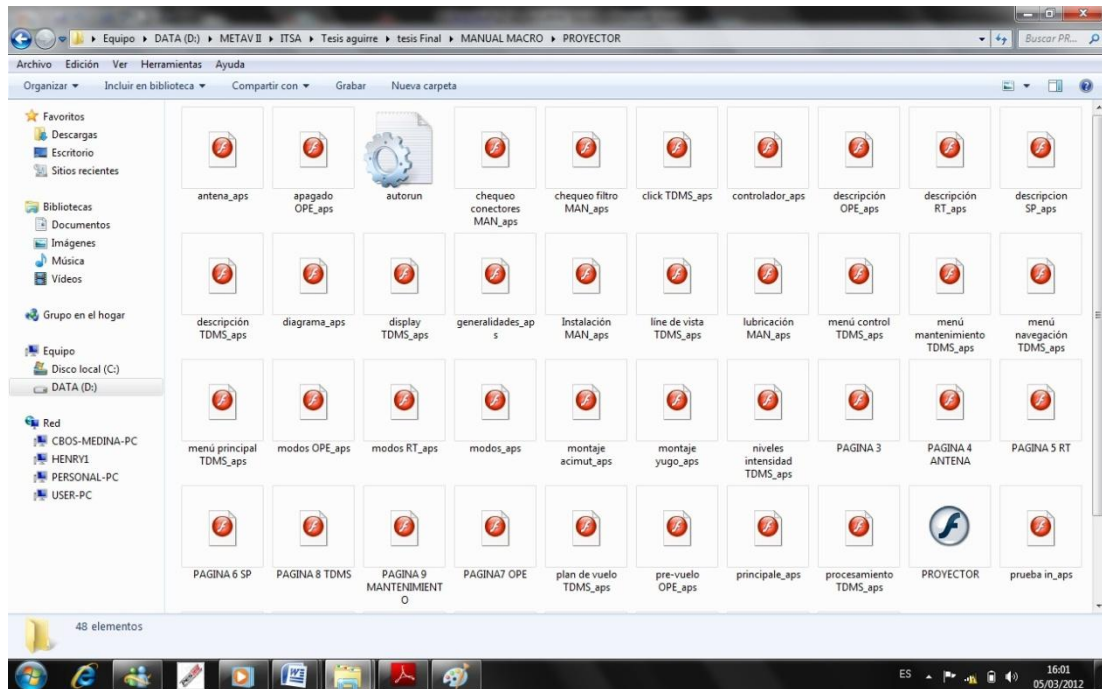 Equipo ▸ DATA (D:) ▸ METAV II ▸ ITSA ▸ Tesis aguirre ▸ tesis Final ▸ MANUAL MACRO ▸ PROYECTOR
Buscar PR...
Archivo Edición Ver Herramientas Ayuda
Organizar Incluir en biblioteca Compartir con Grabar Nueva carpeta
Favoritos
Descargas
Escritorio
Sitios recientes
Bibliotecas
Documentos
Imágenes
Música
Vídeos
Grupo en el hogar
Equipo
Disco local (C:)
DATA (D:)
Red
CBOS-MEDINA-PC
HENRY1
PERSONAL-PC
USER-PC
antena_aps
apagado
OPE_aps
autorun
chequeo
conectores
MAN_aps
chequeo filtro
MAN_aps
click TDMS_aps
controlador_aps
descripción
OPE_aps
descripción
RT_aps
descripcion
SP_aps
descripción
TDMS_aps
diagrama_aps
display
TDMS_aps
generalidades_ap
s
Instalación
MAN_aps
líne de vista
TDMS_aps
lubricación
MAN_aps
menú control
TDMS_aps
menú
mantenimiento
TDMS_aps
menú
navegación
TDMS_aps
menú principal
TDMS_aps
modos OPE_aps
modos RT_aps
modos_aps
montaje
acimut_aps
montaje
yugo_aps
niveles
intensidad
TDMS_aps
PAGINA 3
PAGINA 4
ANTENA
PAGINA 5 RT
PAGINA 6 SP
PAGINA 8 TDMS
PAGINA 9
MANTENIMIENT
O
PAGINA7 OPE
plan de vuelo
TDMS_aps
pre-vuelo
OPE_aps
principale_aps
procesamiento
TDMS_aps
PROYECTOR
prueba in_aps
48 elementos
ES
16:01
05/03/2012